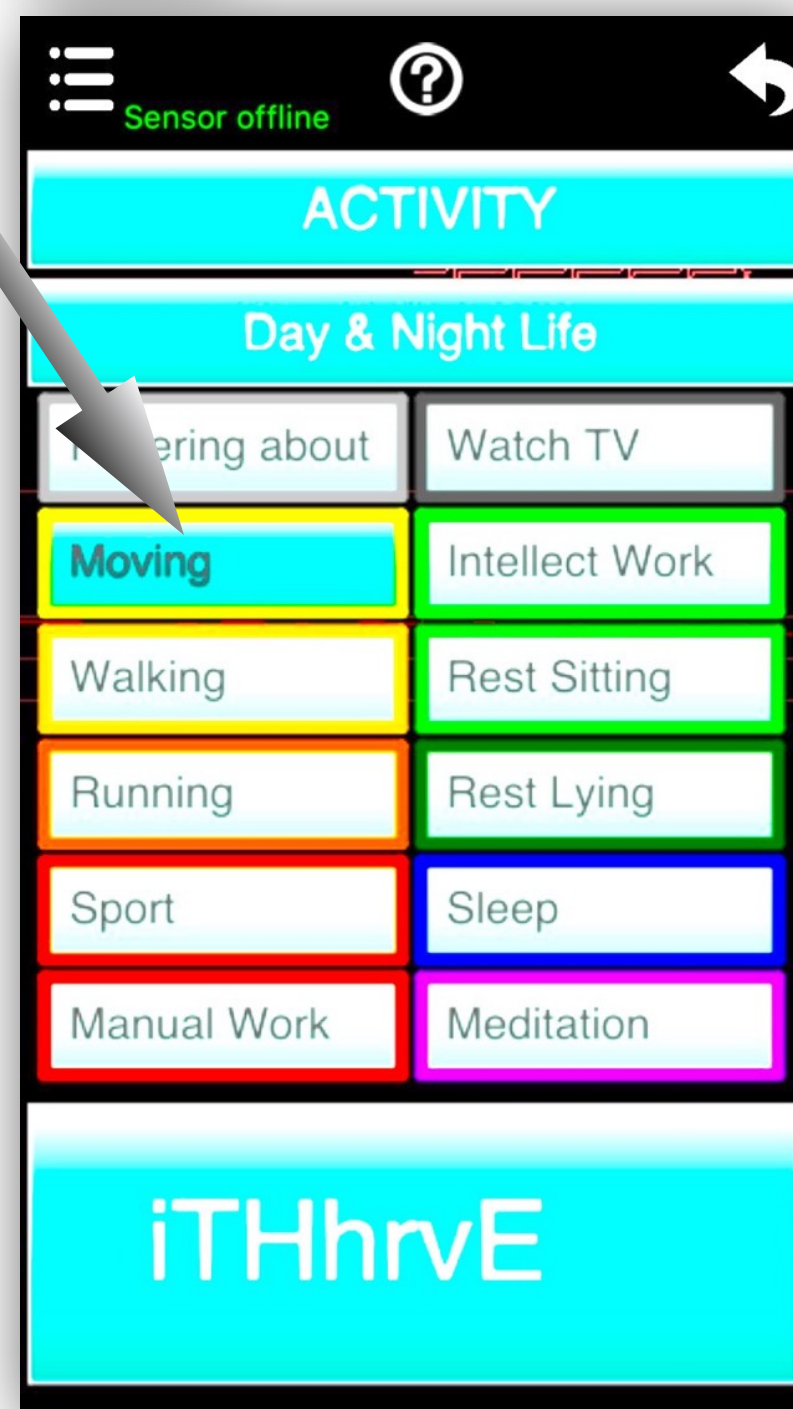 Sensor offline
ACTIVITY
Day & Night Life
about
Watch TV
Moving
Intellect Work
Walking
Rest Sitting
Running
Rest Lying
Sport
Sleep
Manual Work
Meditation
iTHhrvE